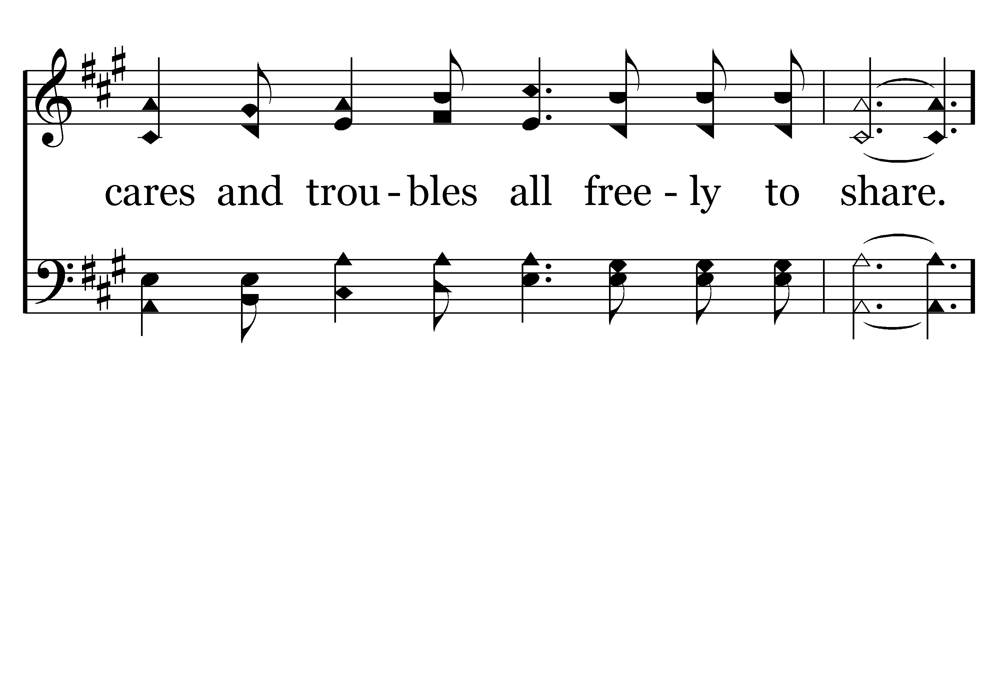 cares and trou - bles all free - ly to share.